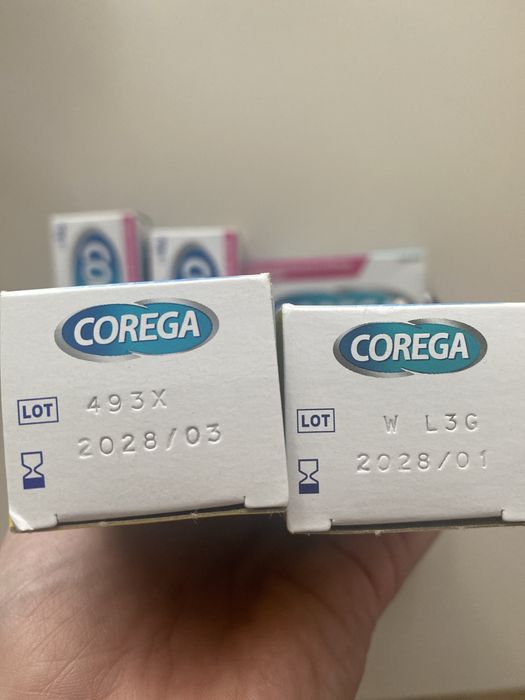 COREGA
LOT 493X
2028/03
COREGA
LOT W L3G
2028/01